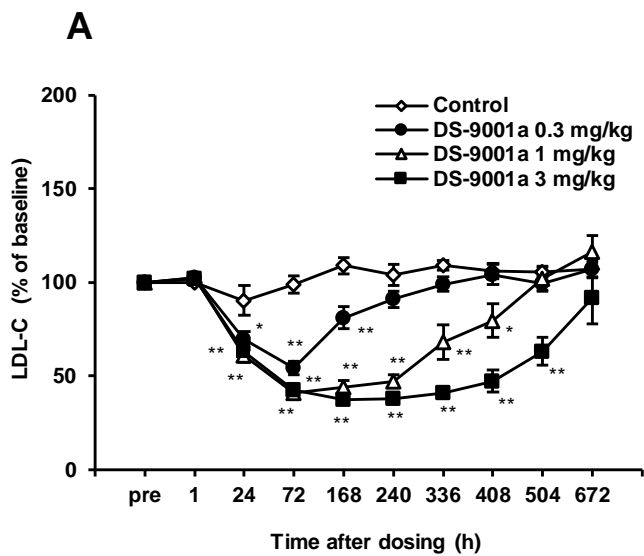 A
200
150
100
50
0
LDL-C (% of baseline)
Control
DS-9001a 0.3 mg/kg
DS-9001a 1 mg/kg
DS-9001a 3 mg/kg
*
**
**
**
**
**
**
**
**
**
**
**
**
**
*
**
**
pre 1 24 72 168 240 336 408 504 672
Time after dosing (h)